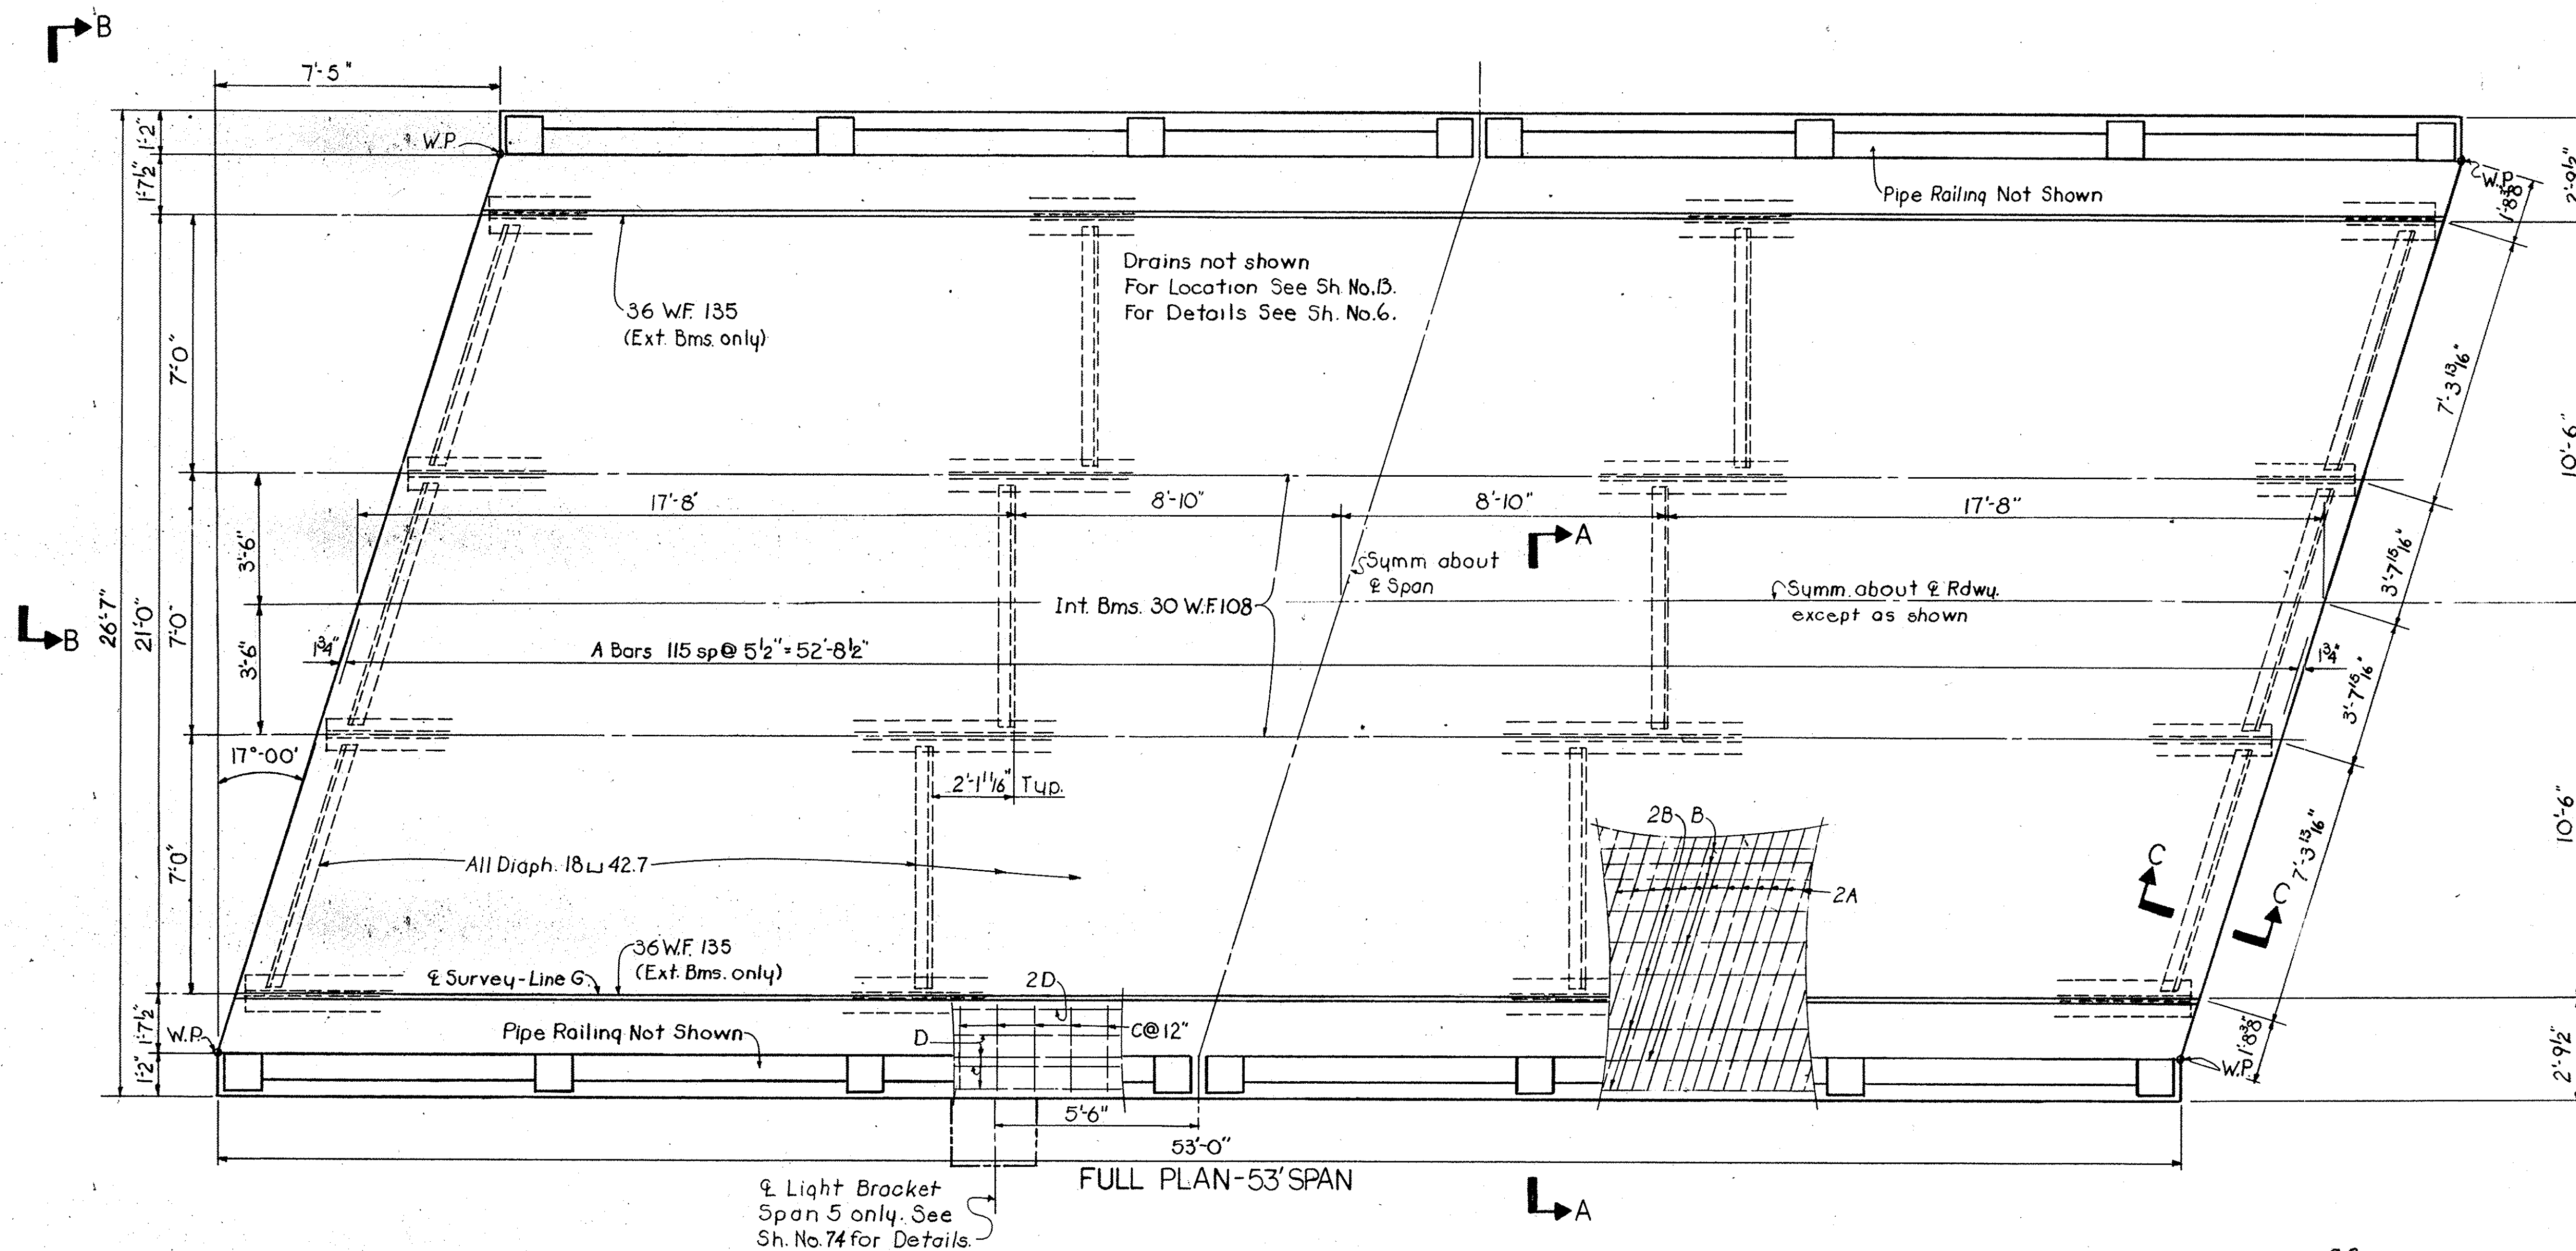 B
7'-5"
1'-2"
W.P.
1'-7½"
W.P.
1'-8⅜"
2'-9½"
Pipe Railing Not Shown
Drains not shown
For Location See Sh. No. 13.
For Details See Sh. No. 6.
36 W.F. 135
(Ext. Bms. only)
7'-0"
7'-3 13/16"
10'-6"
17'-8'
8'-10"
8'-10"
17'-8"
A
3'-6"
Symm about
℄ Span
3'-7 15/16"
Int. Bms. 30 W.F. 108
Symm. about ℄ Rdwy.
except as shown
B
26'-7"
21'-0"
7'-0"
3'-6"
1¾"
A Bars 115 sp @ 5½" = 52'-8½"
1¾"
3'-7 15/16"
17°-00'
2'-1 11/16" Typ.
2B
B
2A
All Diaph. 18⊔42.7
7'-0"
C
C
7'-3 13/16"
10'-6"
36 W.F. 135
(Ext. Bms. only)
℄ Survey-Line G.
2D
C@12"
D
Pipe Railing Not Shown
W.P.
1'-7½"
1'-2"
W.P.
1'-8⅜"
2'-9½"
5'-6"
53'-0"
FULL PLAN-53' SPAN
℄ Light Bracket
Span 5 only. See
Sh. No. 74 for Details.
A